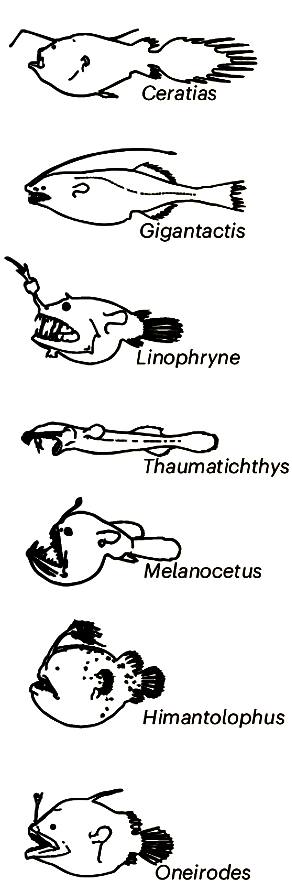 Ceratias
Gigantactis
Linophryne
Thaumatichthys
Melanocetus
Himantolophus
Oneirodes